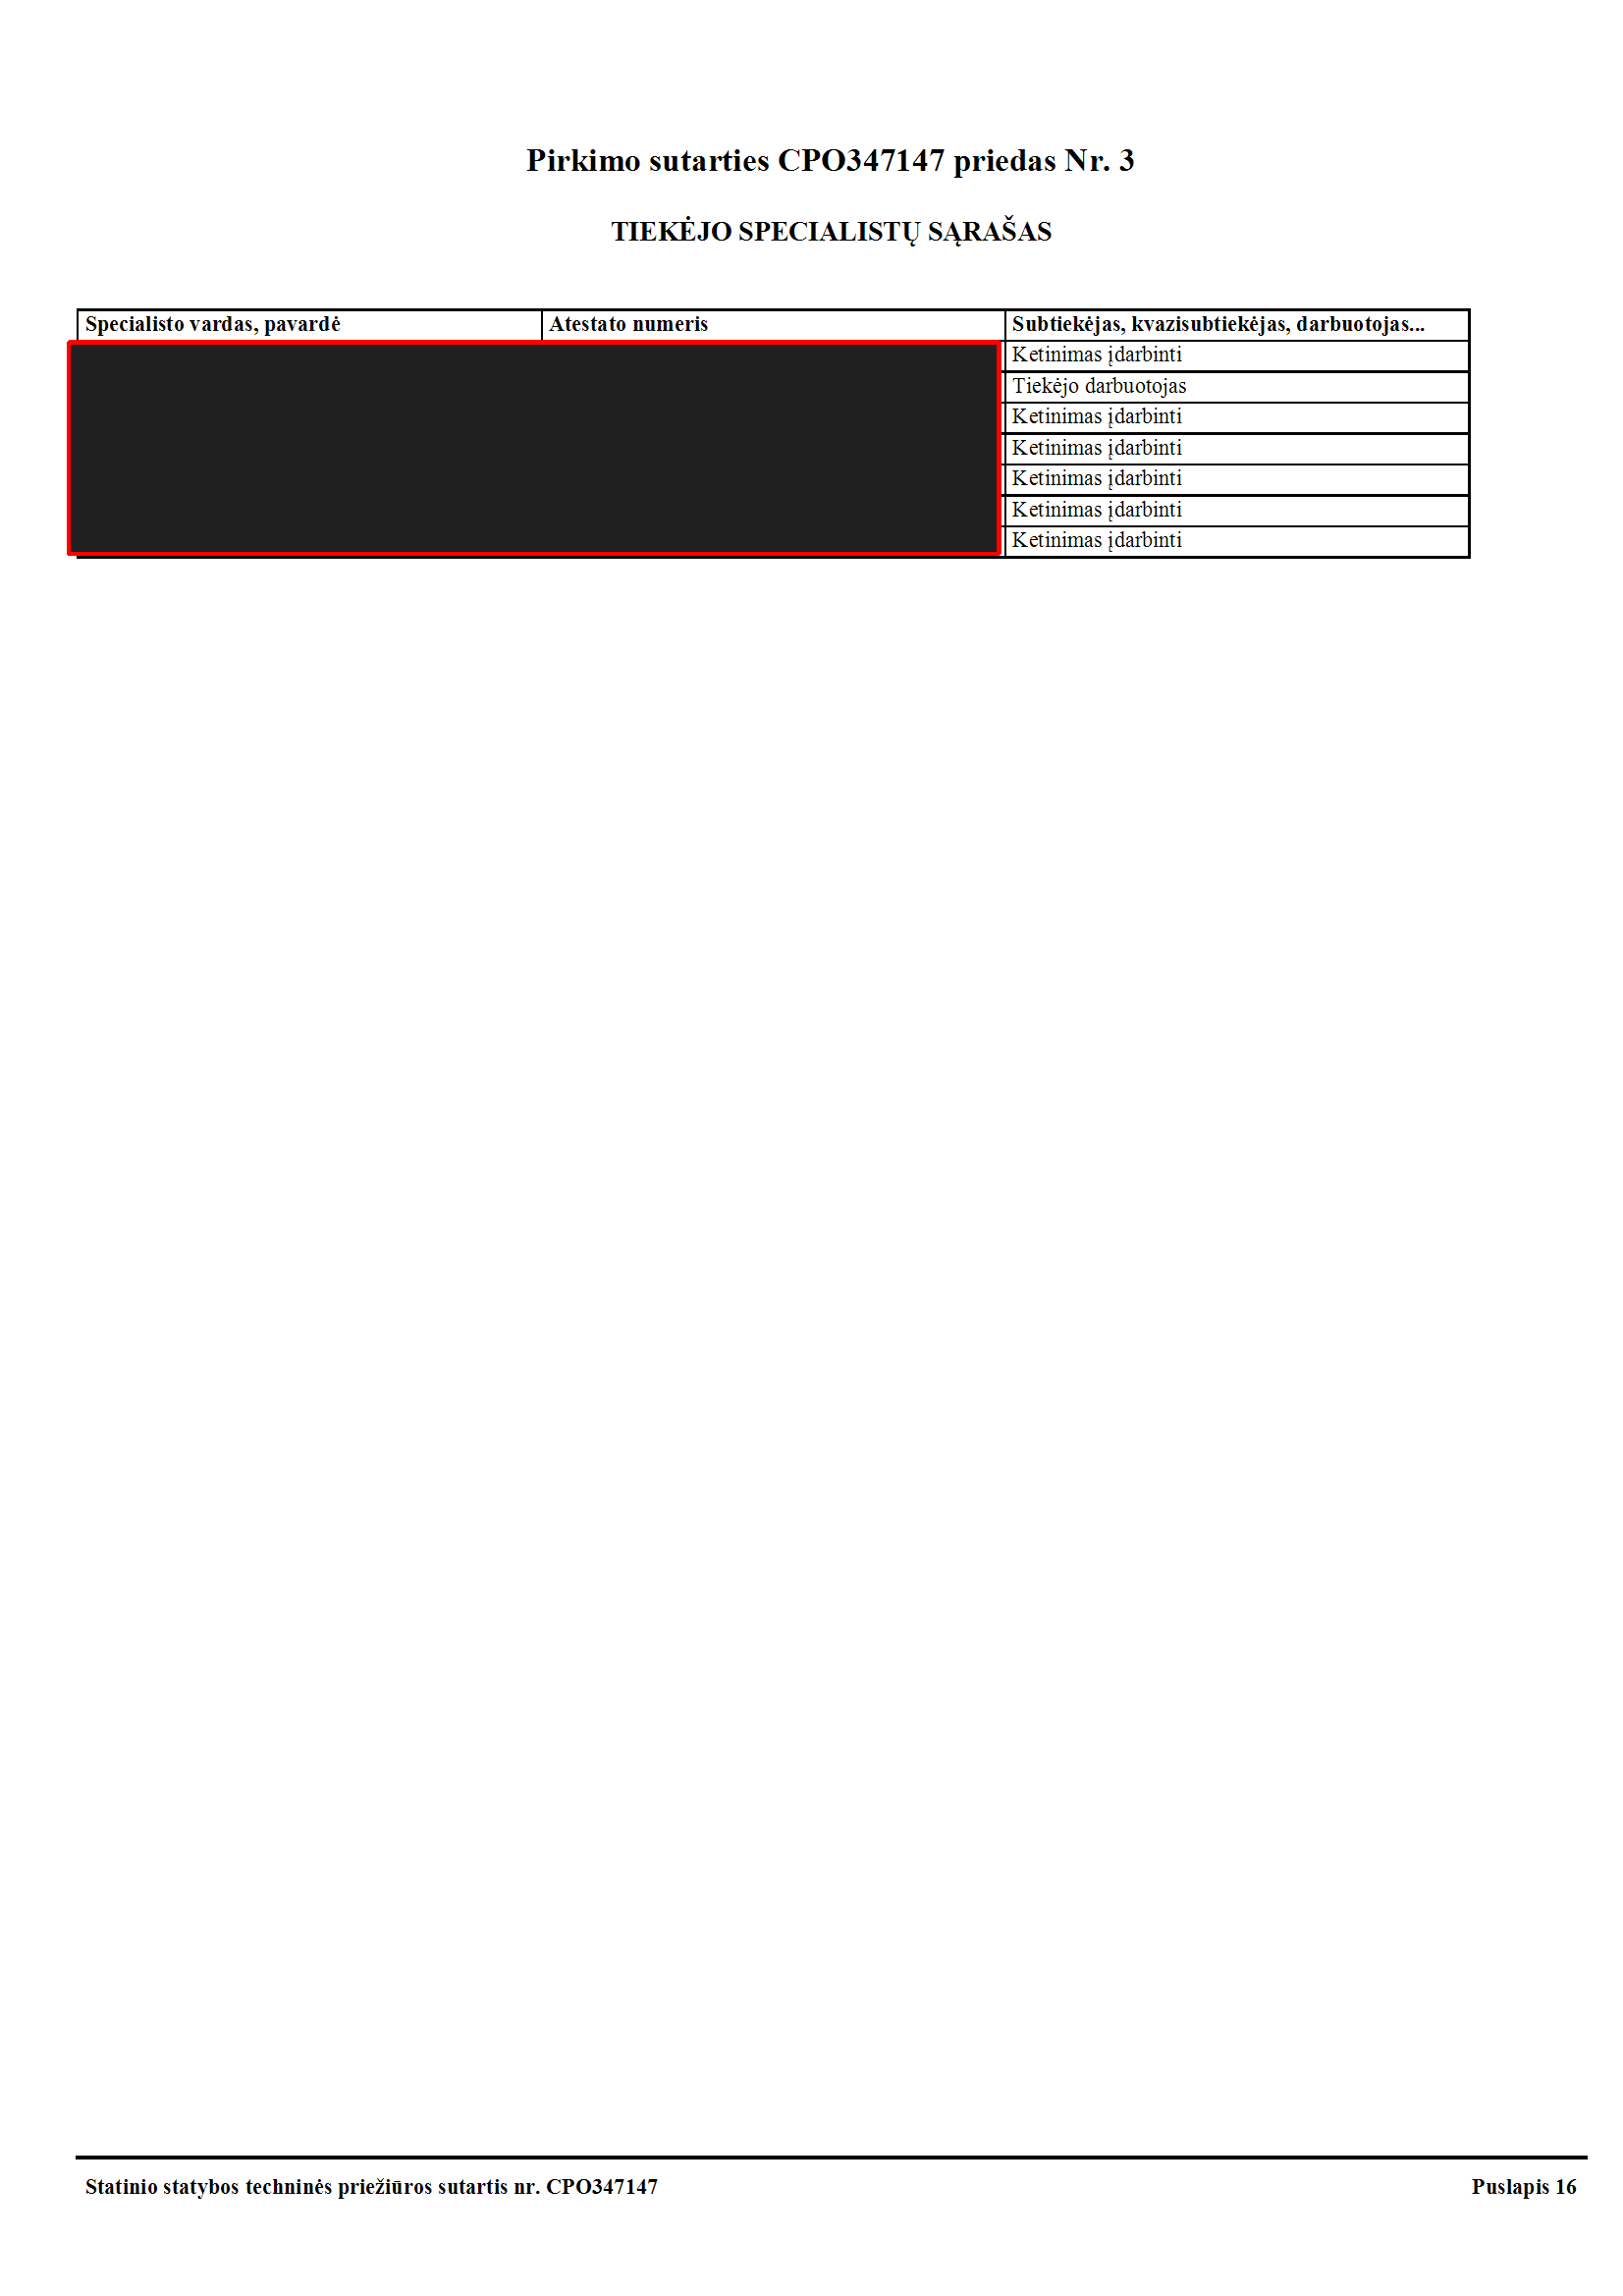 Pirkimo sutarties CPO347147 priedas Nr. 3
TIEKĖJO SPECIALISTŲ SĄRAŠAS
Specialisto vardas, pavardė Atestato numeris Subtiekėjas, kvazisubtiekėjas, darbuotojas...
Ketinimas įdarbinti
Tiekėjo darbuotojas
Ketinimas įdarbinti
Ketinimas įdarbinti
Ketinimas įdarbinti
Ketinimas įdarbinti
Ketinimas įdarbinti
Statinio statybos techninės priežiūros sutartis nr. CPO347147 Puslapis 16